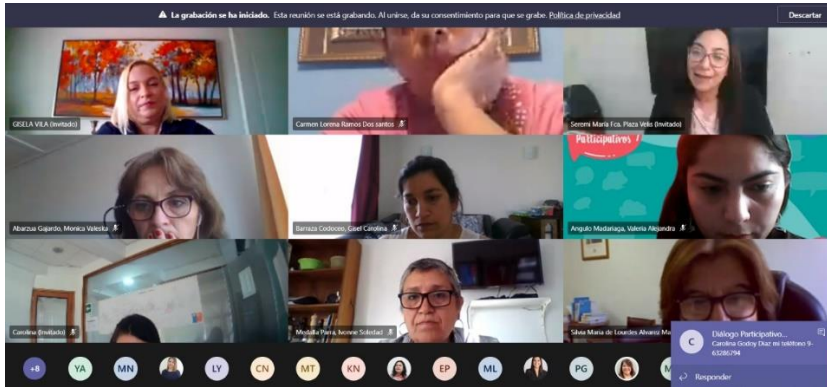 La grabación se ha iniciado. Esta reunión se está grabando. Al unirse, da su consentimiento para que se grabe. Política de privacidad
Descartar
GISELA VILA (Invitado)
Carmen Lorena Ramos Dos santos
Seremi María Fca. Plaza Velis (Invitado)
Participativos !
Abarzua Gajardo, Monica Valeska
Barraza Codoceo, Gisel Carolina
Angulo Madariaga, Valeria Alejandra
Carolina (Invitado)
Medalla Parra, Ivonne Soledad
Silvia Maria de Lourdes Alvarez Ma
C
Diálogo Participativo...
Carolina Godoy Diaz mi teléfono 9-
63286794
Responder
+8
YA
MN
LY
CN
MT
KN
EP
ML
PG
M